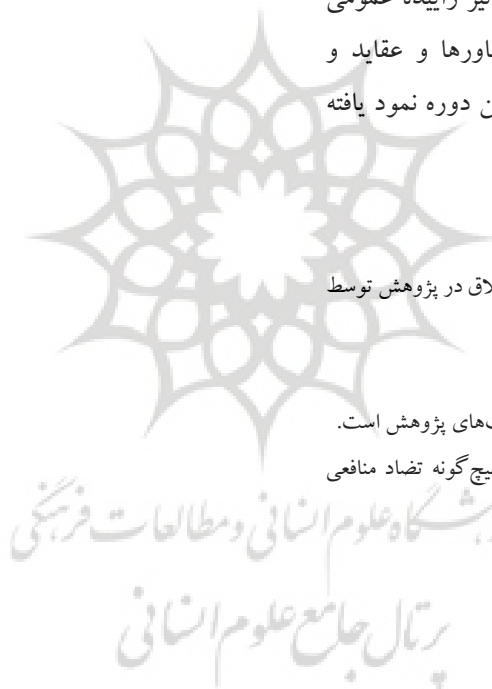 نیز زاییده عمومی
باورها و عقاید و
ن دوره نمود یافته
لاق در پژوهش توسط
ت‌های پژوهش است.
یچ‌گونه تضاد منافعی
شگاه علوم انسانی و مطالعات فرهنگی
پرتال جامع علوم انسانی